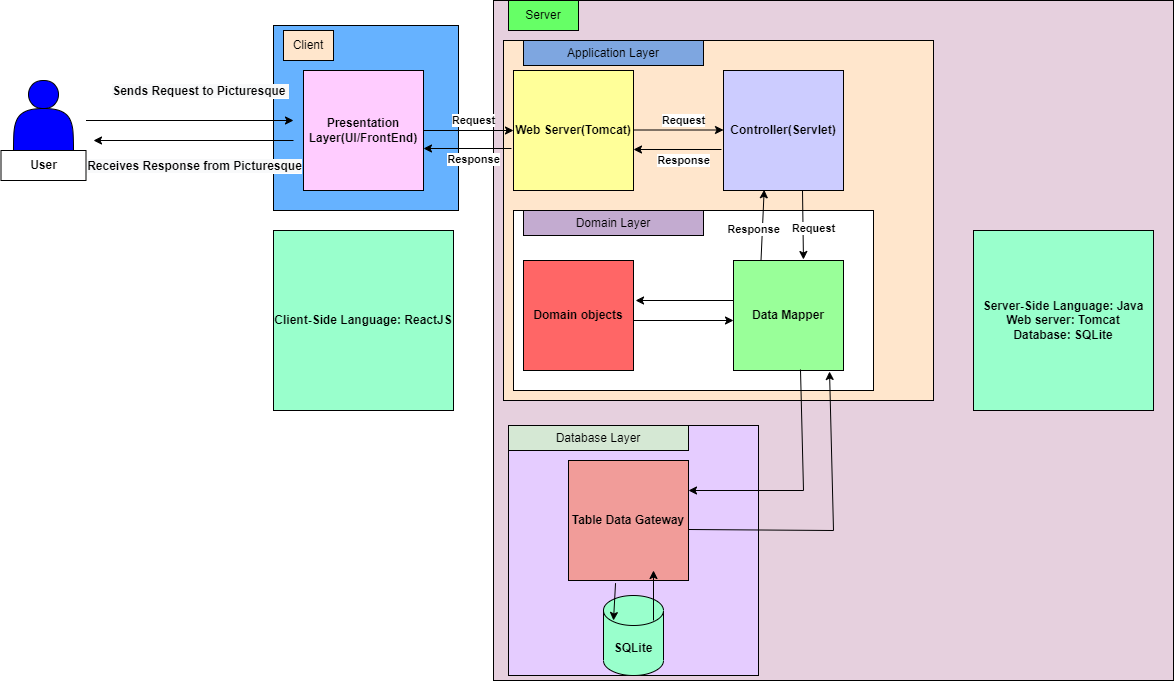 Server
Client
Application Layer
Sends Request to Picturesque
Presentation
Layer(UI/FrontEnd)
Request
Web Server(Tomcat)
Request
Controller(Servlet)
Response
Response
User
Receives Response from Picturesque
Domain Layer
Response
Request
Client-Side Language: ReactJS
Domain objects
Data Mapper
Server-Side Language: Java
Web server: Tomcat
Database: SQLite
Database Layer
Table Data Gateway
SQLite